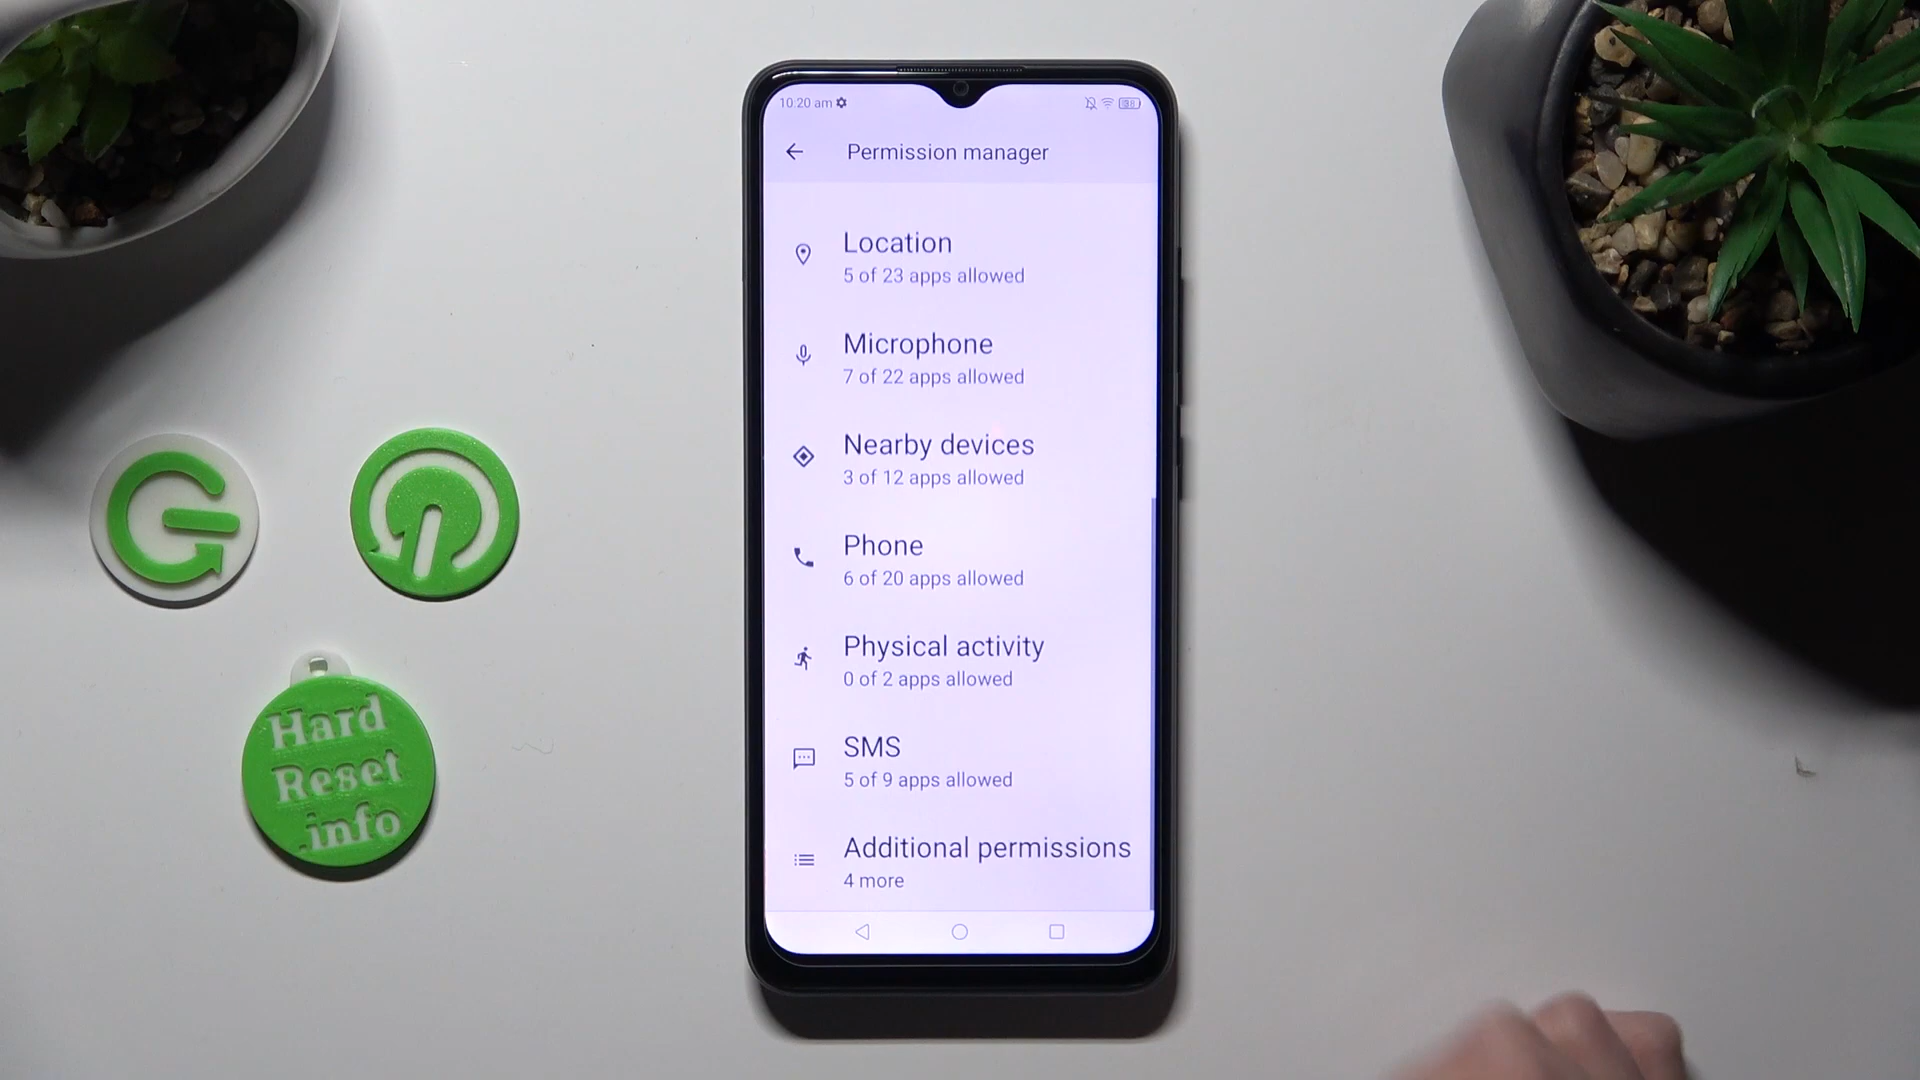 10:20 am
Permission manager
Location
5 of 23 apps allowed
Microphone
7 of 22 apps allowed
Nearby devices
3 of 12 apps allowed
Phone
6 of 20 apps allowed
Physical activity
0 of 2 apps allowed
SMS
5 of 9 apps allowed
Additional permissions
4 more
Hard
Reset
.info